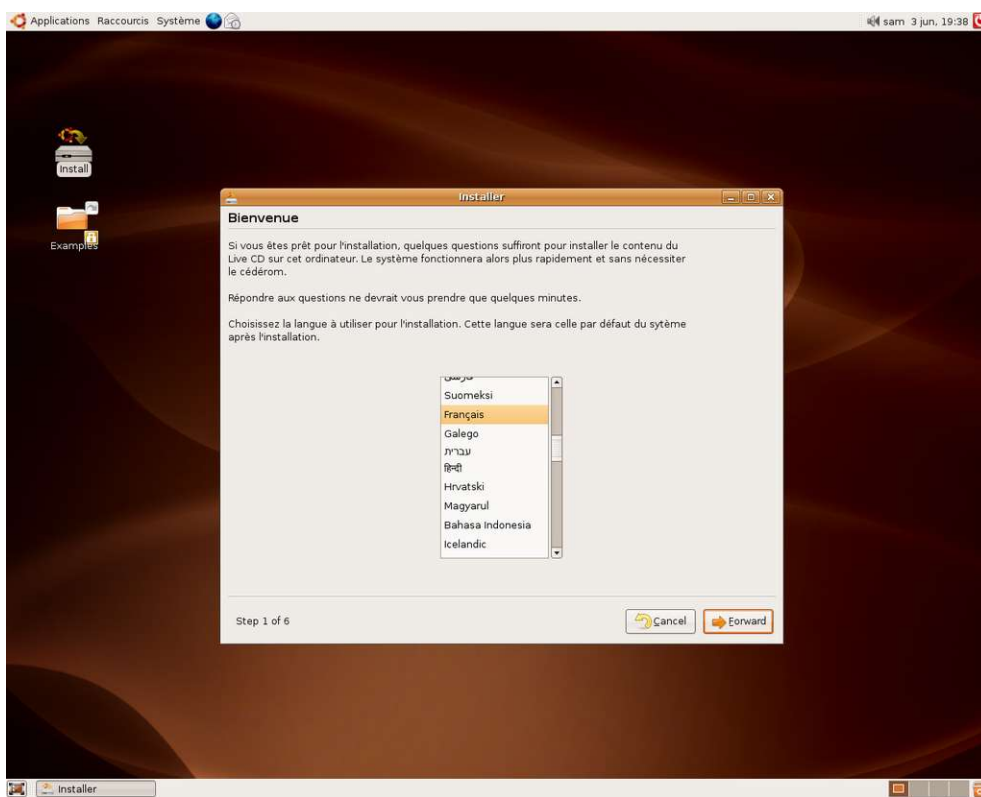 Applications Raccourcis Système
sam 3 jun, 19:38
Install
Examples
Installer
Bienvenue
Si vous êtes prêt pour l'installation, quelques questions suffiront pour installer le contenu du
Live CD sur cet ordinateur. Le système fonctionnera alors plus rapidement et sans nécessiter
le cédérom.
Répondre aux questions ne devrait vous prendre que quelques minutes.
Choisissez la langue à utiliser pour l'installation. Cette langue sera celle par défaut du sytème
après l'installation.
Suomeksi
Français
Galego
עברית
हिन्दी
Hrvatski
Magyarul
Bahasa Indonesia
Icelandic
Step 1 of 6
Cancel
Forward
Installer